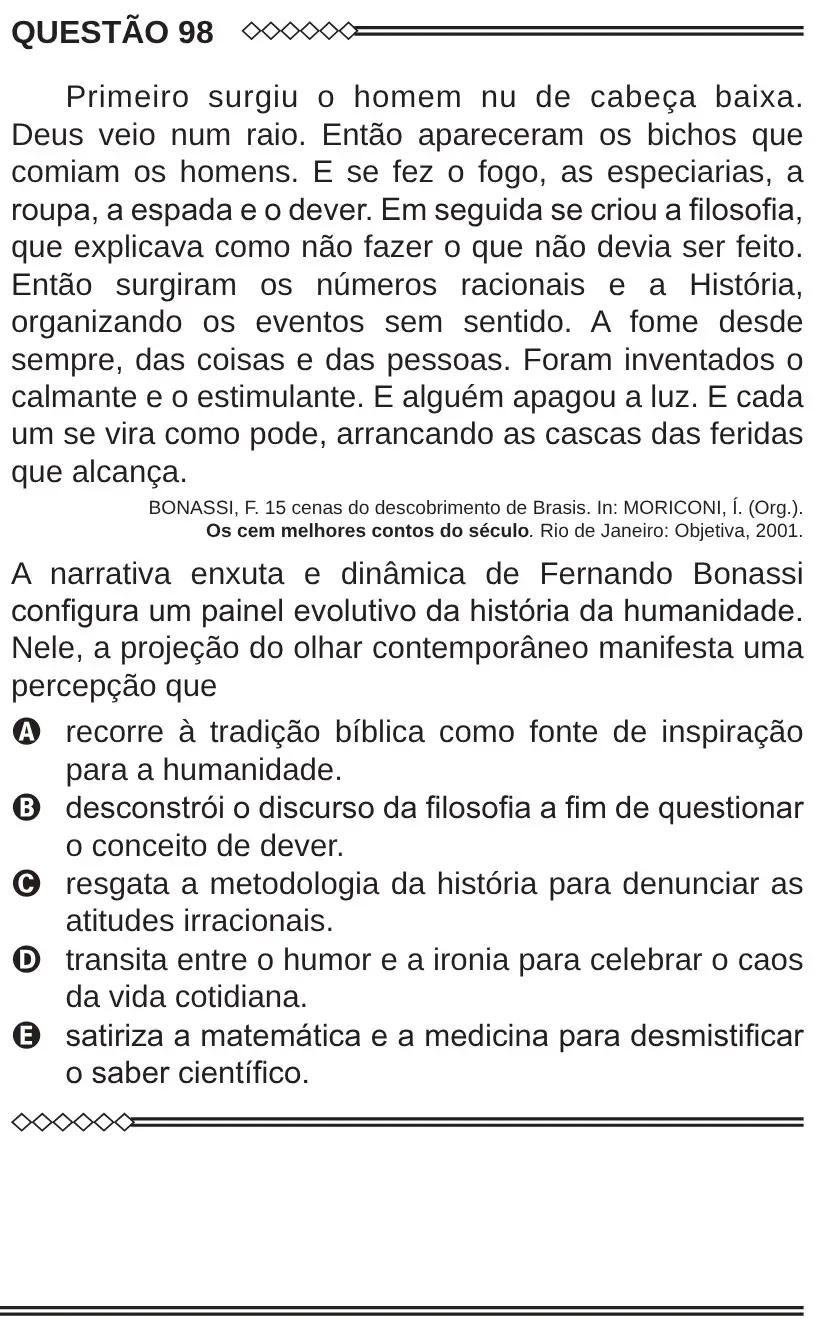 QUESTÃO 98
Primeiro surgiu o homem nu de cabeça baixa.
Deus veio num raio. Então apareceram os bichos que
comiam os homens. E se fez o fogo, as especiarias, a
roupa, a espada e o dever. Em seguida se criou a filosofia,
que explicava como não fazer o que não devia ser feito.
Então surgiram os números racionais e a História,
organizando os eventos sem sentido. A fome desde
sempre, das coisas e das pessoas. Foram inventados o
calmante e o estimulante. E alguém apagou a luz. E cada
um se vira como pode, arrancando as cascas das feridas
que alcança.
BONASSI, F. 15 cenas do descobrimento de Brasis. In: MORICONI, Í. (Org.).
Os cem melhores contos do século. Rio de Janeiro: Objetiva, 2001.
A narrativa enxuta e dinâmica de Fernando Bonassi
configura um painel evolutivo da história da humanidade.
Nele, a projeção do olhar contemporâneo manifesta uma
percepção que
A recorre à tradição bíblica como fonte de inspiração
para a humanidade.
B desconstrói o discurso da filosofia a fim de questionar
o conceito de dever.
C resgata a metodologia da história para denunciar as
atitudes irracionais.
D transita entre o humor e a ironia para celebrar o caos
da vida cotidiana.
E satiriza a matemática e a medicina para desmistificar
o saber científico.